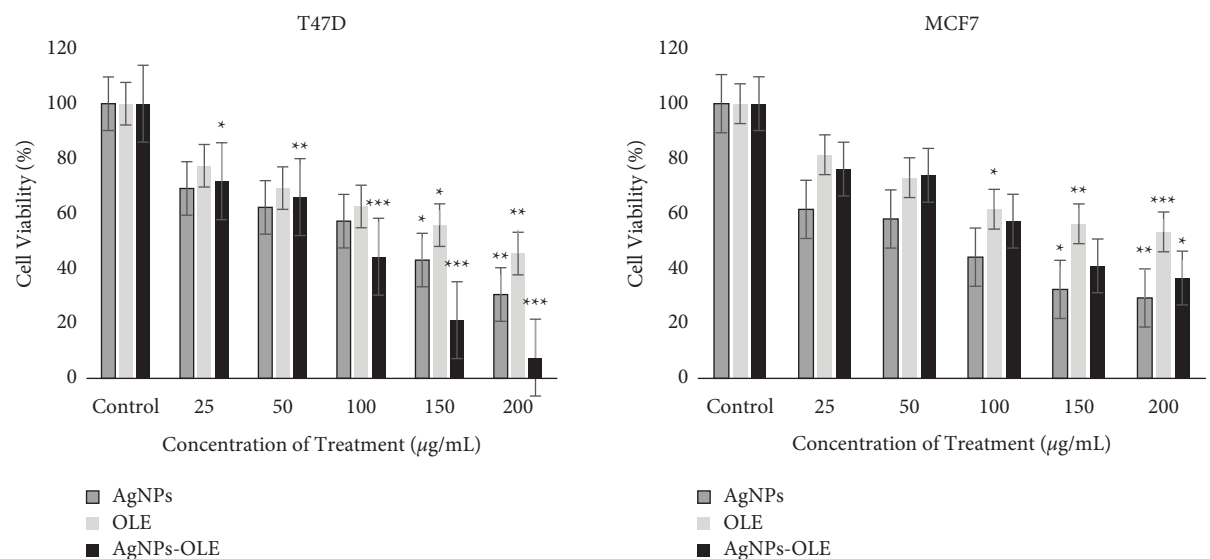 T47D
120
100
80
60
40
20
0
Cell Viability (%)
* ** *** * *** ** ** *** *
Control 25 50 100 150 200
Concentration of Treatment (μg/mL)
AgNPs
OLE
AgNPs-OLE
MCF7
120
100
80
60
40
20
0
Cell Viability (%)
* * ** ** *** *
Control 25 50 100 150 200
Concentration of Treatment (μg/mL)
AgNPs
OLE
AgNPs-OLE